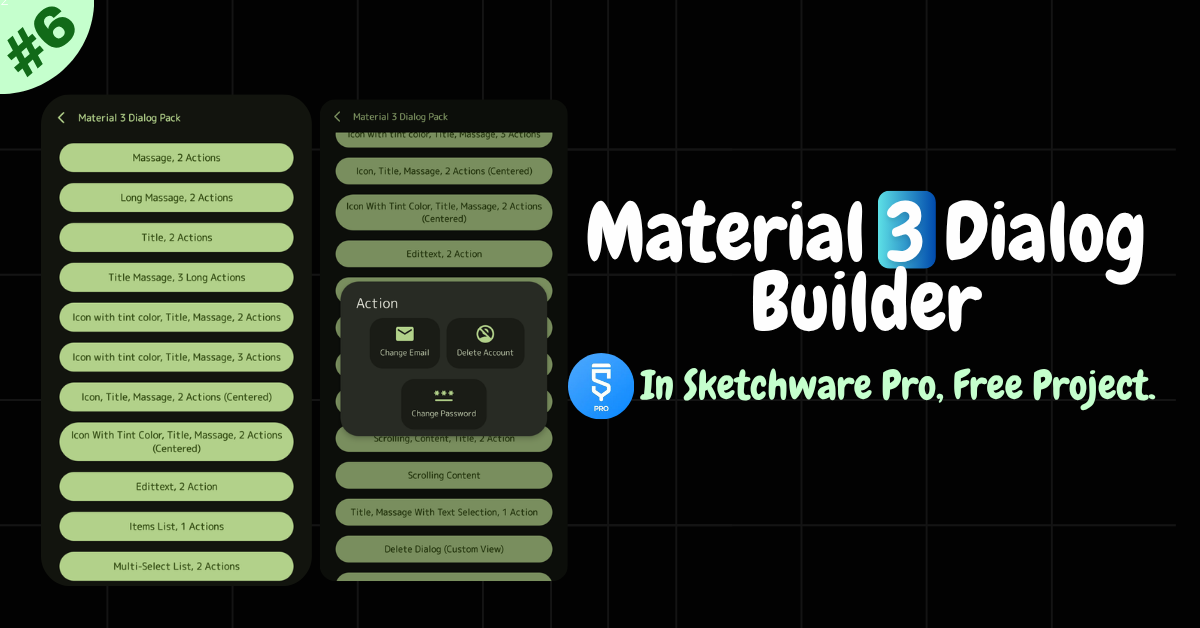 #6
Material 3 Dialog Pack
Massage, 2 Actions
Long Massage, 2 Actions
Title, 2 Actions
Title Massage, 3 Long Actions
Icon with tint color, Title, Massage, 2 Actions
Icon with tint color, Title, Massage, 3 Actions
Icon, Title, Massage, 2 Actions (Centered)
Icon With Tint Color, Title, Massage, 2 Actions
(Centered)
Edittext, 2 Action
Items List, 1 Actions
Multi-Select List, 2 Actions
Material 3 Dialog Pack
Icon with tint color, Title, Massage, 3 Actions
Icon, Title, Massage, 2 Actions (Centered)
Icon With Tint Color, Title, Massage, 2 Actions
(Centered)
Edittext, 2 Action
Action
Change Email
Delete Account
***
Change Password
Scrolling, Content, Title, 2 Action
Scrolling Content
Title, Massage With Text Selection, 1 Action
Delete Dialog (Custom View)
Material 3 Dialog
Builder
PRO
In Sketchware Pro, Free Project.